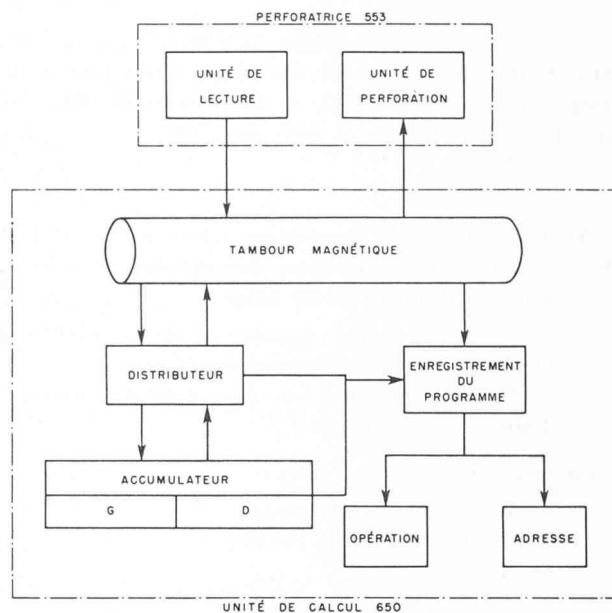 PERFORATRICE 553
UNITÉ DE
LECTURE
UNITÉ DE
PERFORATION
TAMBOUR MAGNÉTIQUE
DISTRIBUTEUR
ENREGISTREMENT
DU
PROGRAMME
ACCUMULATEUR
G D
OPÉRATION
ADRESSE
UNITÉ DE CALCUL 650